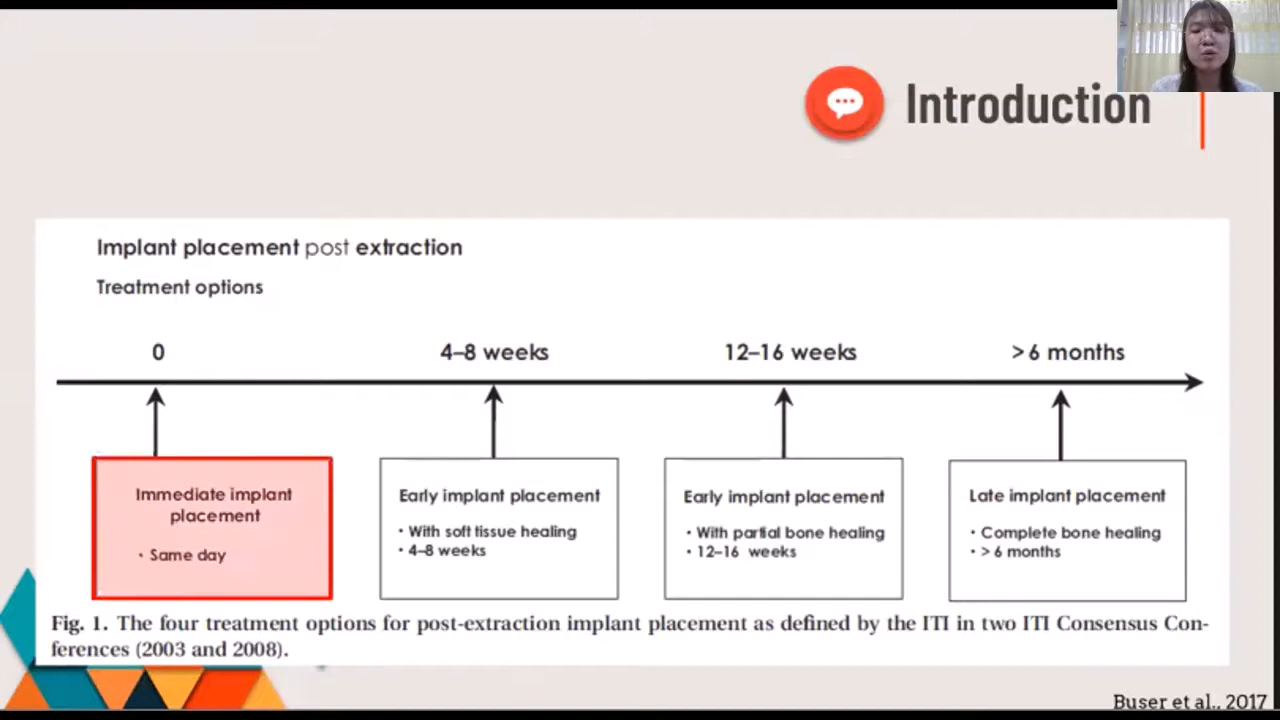 Introduction
Implant placement post extraction
Treatment options
0
4–8 weeks
12–16 weeks
> 6 months
Immediate implant
placement
• Same day
Early implant placement
• With soft tissue healing
• 4–8 weeks
Early implant placement
• With partial bone healing
• 12–16 weeks
Late implant placement
• Complete bone healing
• > 6 months
Fig. 1. The four treatment options for post-extraction implant placement as defined by the ITI in two ITI Consensus Con-
ferences (2003 and 2008).
Buser et al., 2017